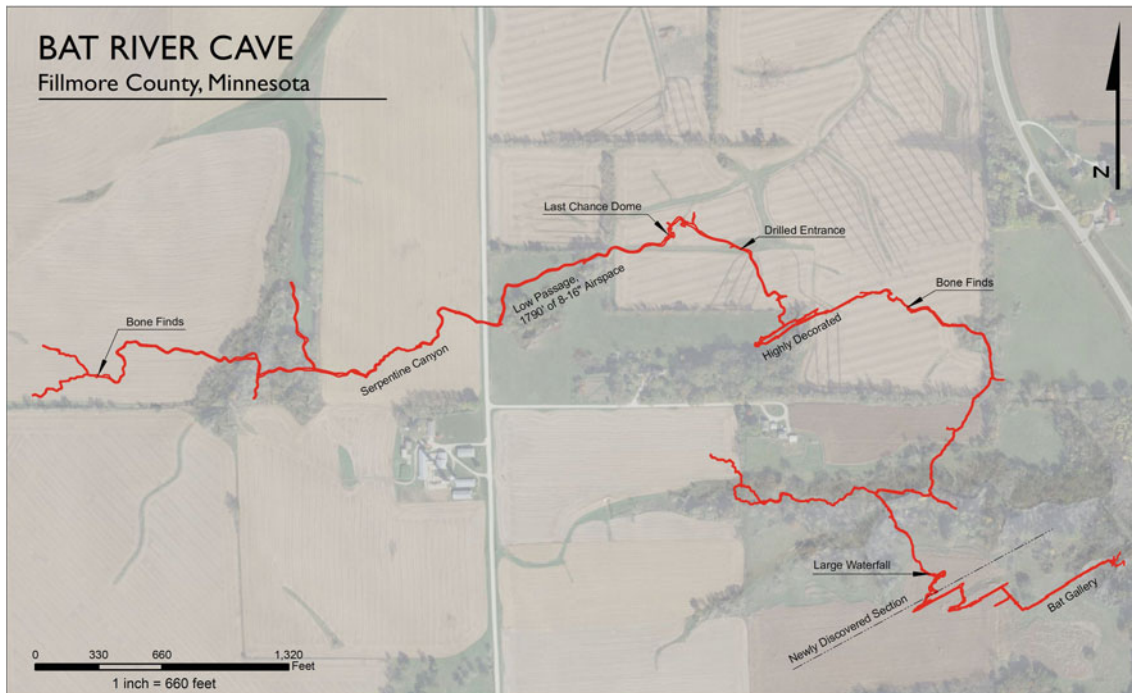 BAT RIVER CAVE
Fillmore County, Minnesota
N
Last Chance Dome
Drilled Entrance
Low Passage,
1790' of 8-16" Airspace
Bone Finds
Highly Decorated
Bone Finds
Serpentine Canyon
Large Waterfall
Newly Discovered Section
Bat Gallery
0 330 660 1,320
Feet
1 inch = 660 feet